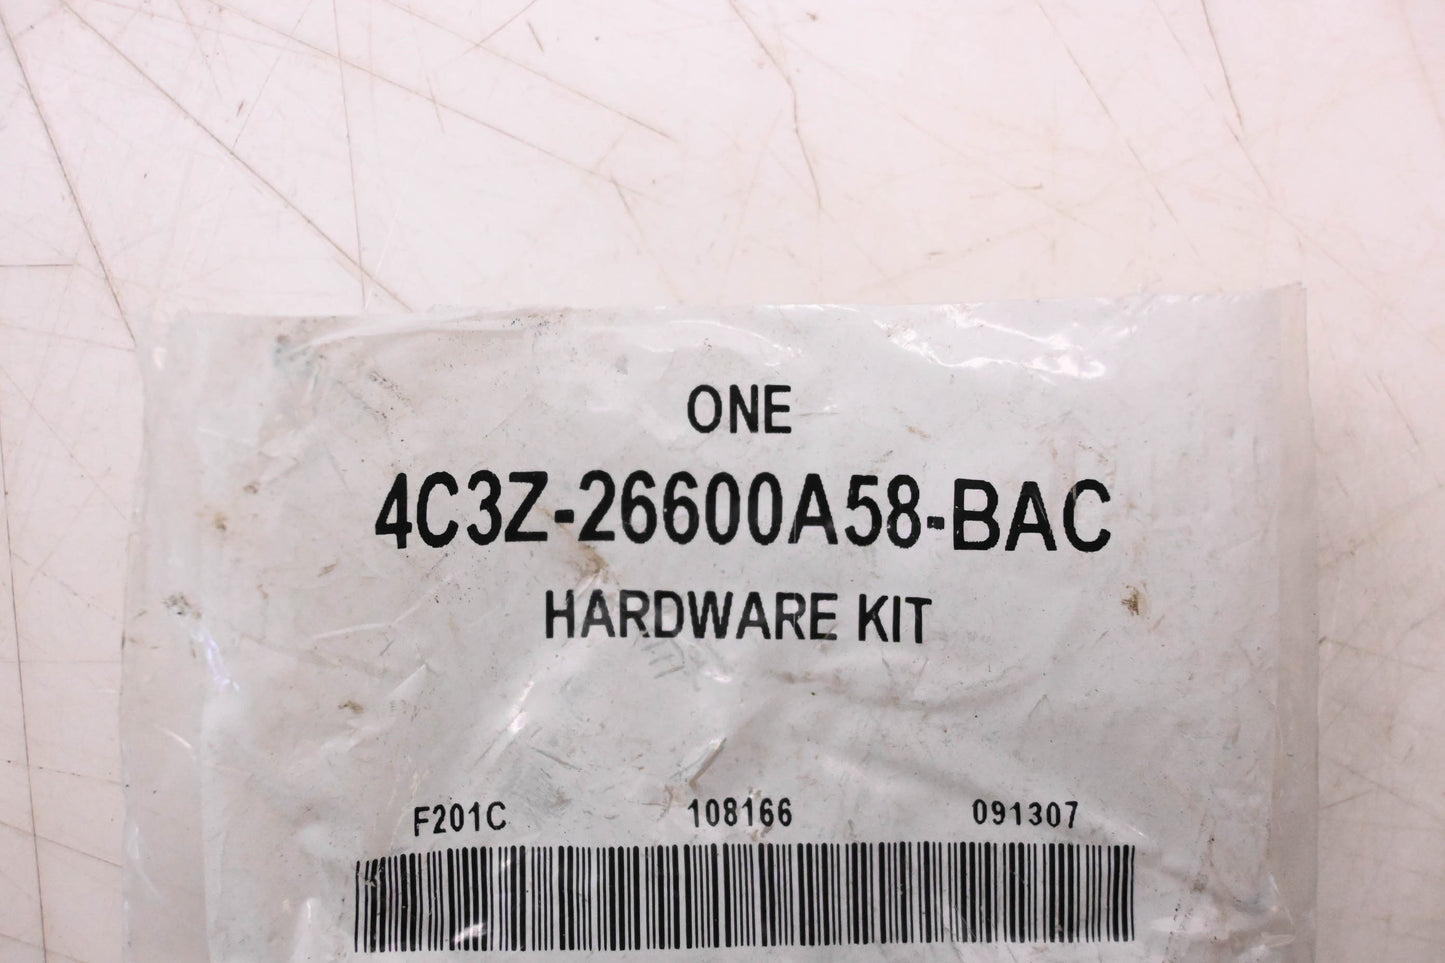 ONE
4C3Z-26600A58-BAC
HARDWARE KIT
F201C 108166 091307